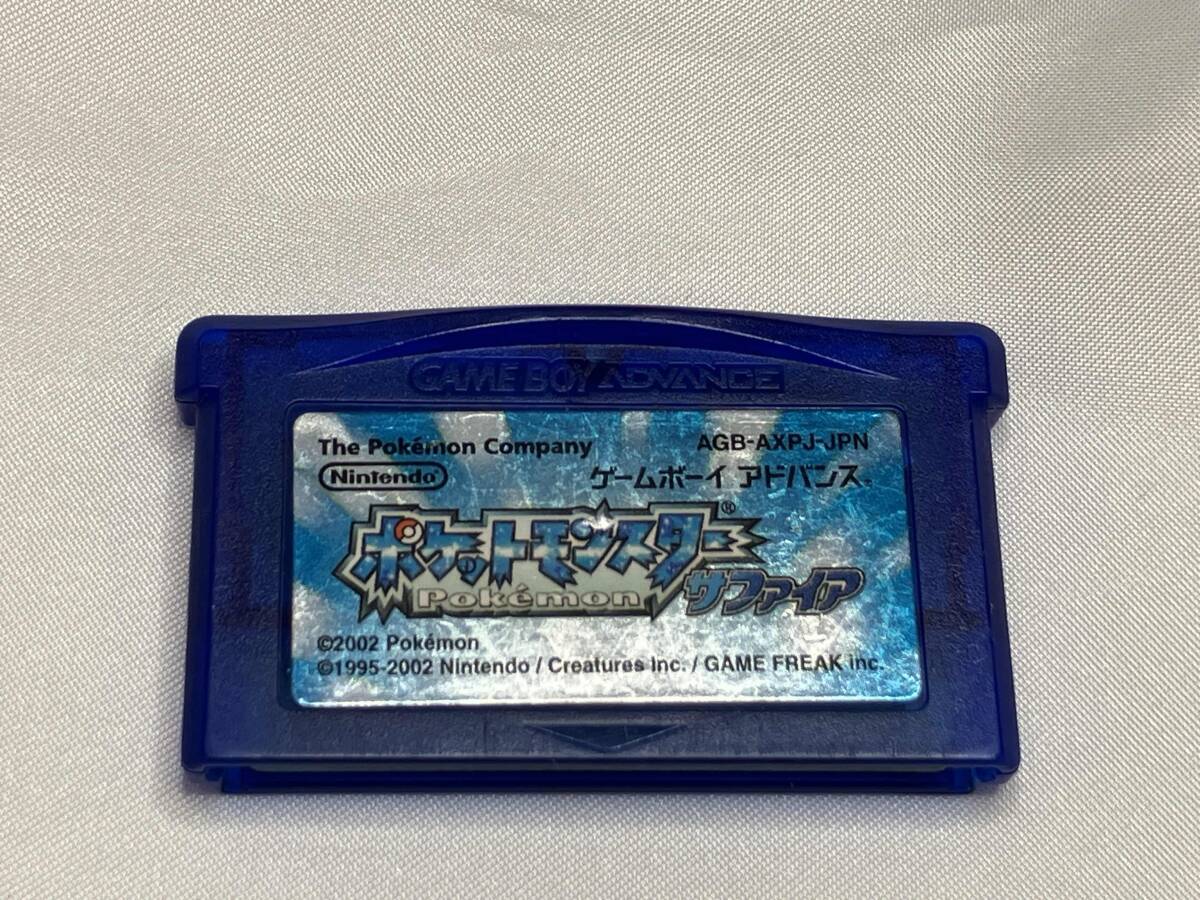 GAME BOY ADVANCE
The Pokémon Company
AGB-AXPJ-JPN
Nintendo
ゲームボーイ アドバンス
ポケットモンスター®
Pokémon
サファイア
©2002 Pokémon
©1995-2002 Nintendo / Creatures Inc. / GAME FREAK inc.